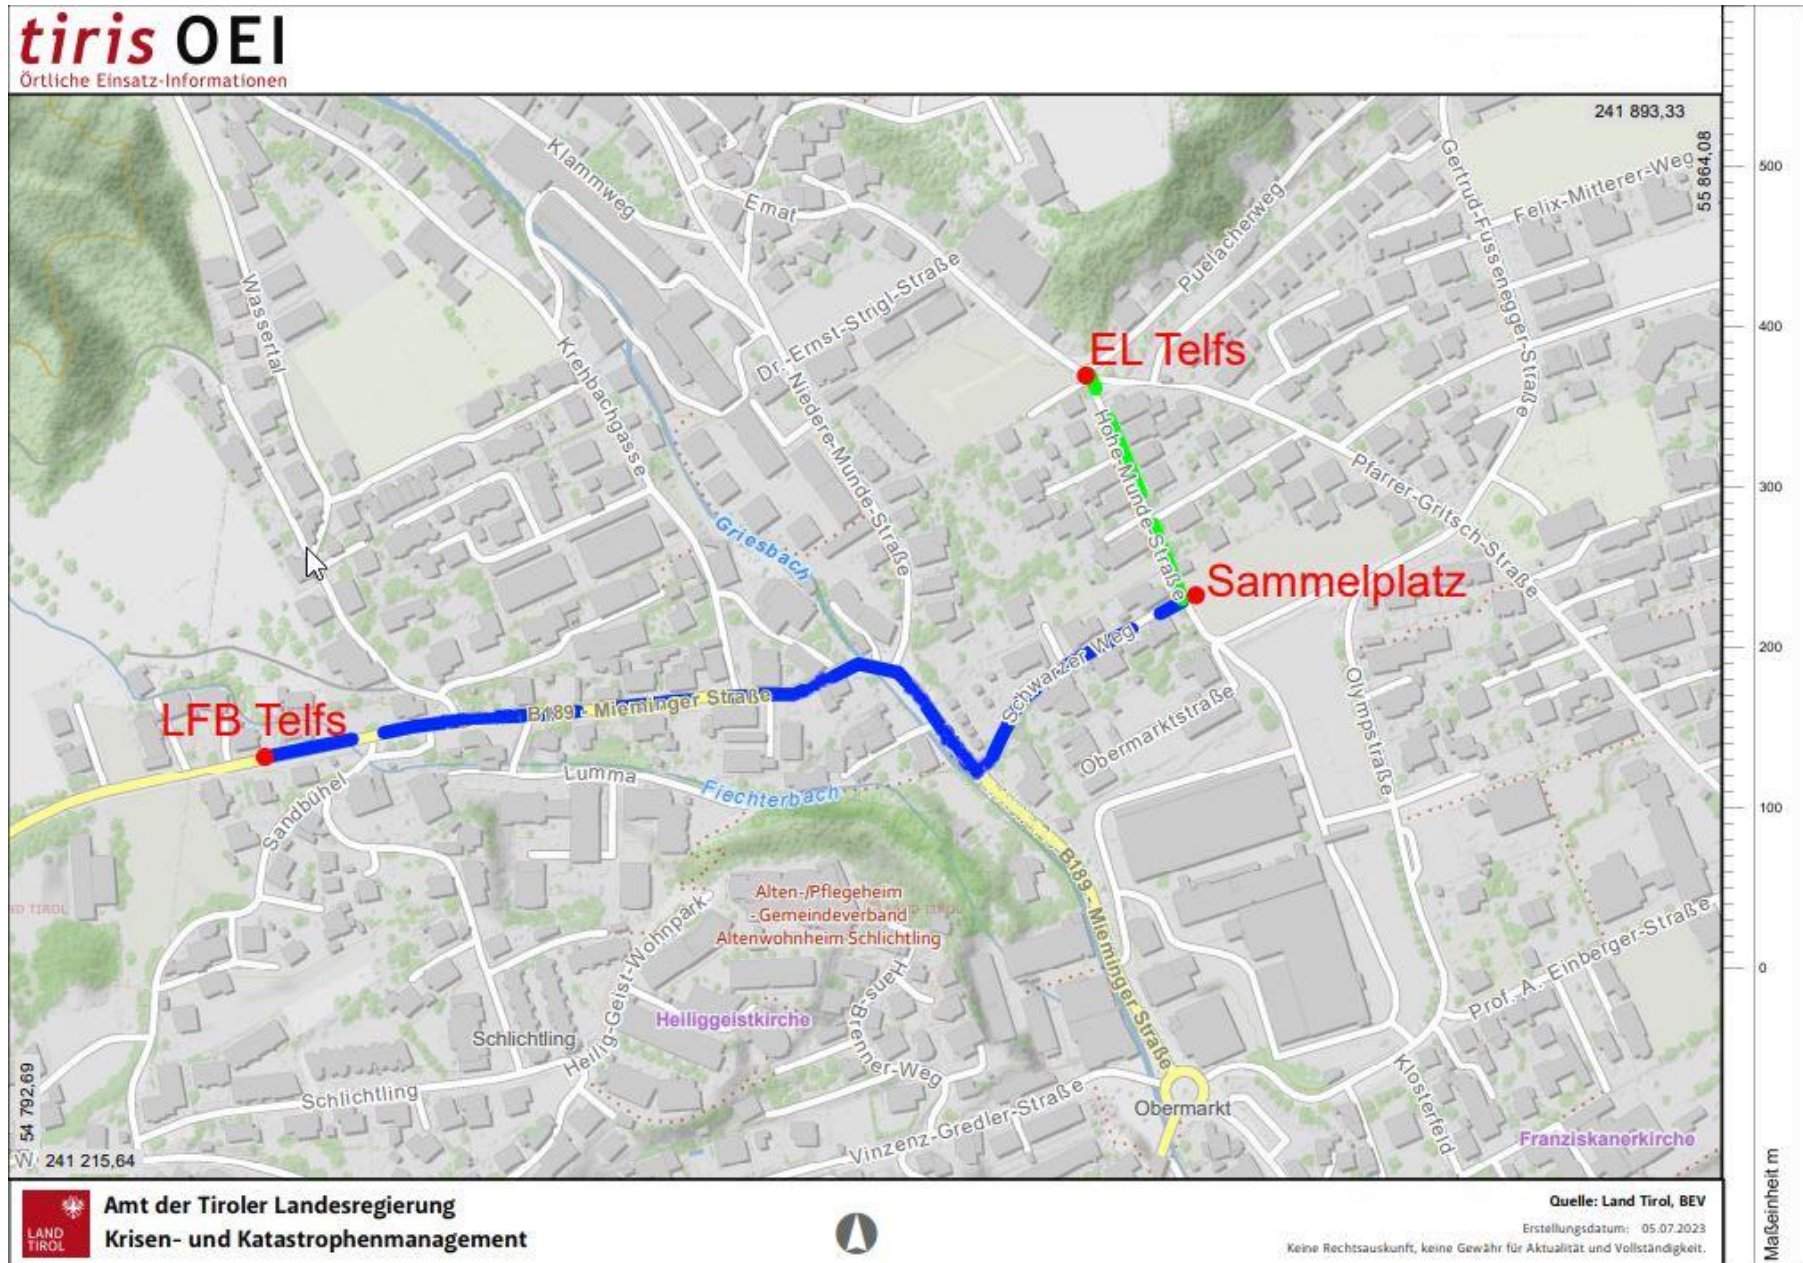 tiris OEI
Örtliche Einsatz-Informationen
241 893,33
55 864,08
500
400
300
200
100
0
Maßeinheit m
Klammweg
Emat
Puelacherweg
Gertrud-Fussenegger-Straße
Felix-Mitterer-Weg
Wassertal
Dr.-Ernst-Strigl-Straße
Krehbachgasse
Niedere-Munde-Straße
EL Telfs
Hohe-Munde-Straße
Pfarrer-Gritsch-Straße
Griesbach
Sammelplatz
Schwarzer Weg
Obermarktstraße
Olympstraße
LFB Telfs
B189 - Mieminger Straße
Sandbühel
Lumma
Fiechterbach
B189 - Mieminger Straße
Alten-/Pflegeheim
- Gemeindeverband
Altenwohnheim Schlichtling
Heilig-Geist-Wohnpark
Hans-Brenner-Weg
Heiliggeistkirche
Schlichtling
Schlichtling
Prof.-A.-Einberger-Straße
Klosterfeld
Vinzenz-Gredler-Straße
Obermarkt
Franziskanerkirche
54 792,69
241 215,64
LAND
TIROL
Amt der Tiroler Landesregierung
Krisen- und Katastrophenmanagement
Quelle: Land Tirol, BEV
Erstellungsdatum: 05.07.2023
Keine Rechtsauskunft, keine Gewähr für Aktualität und Vollständigkeit.